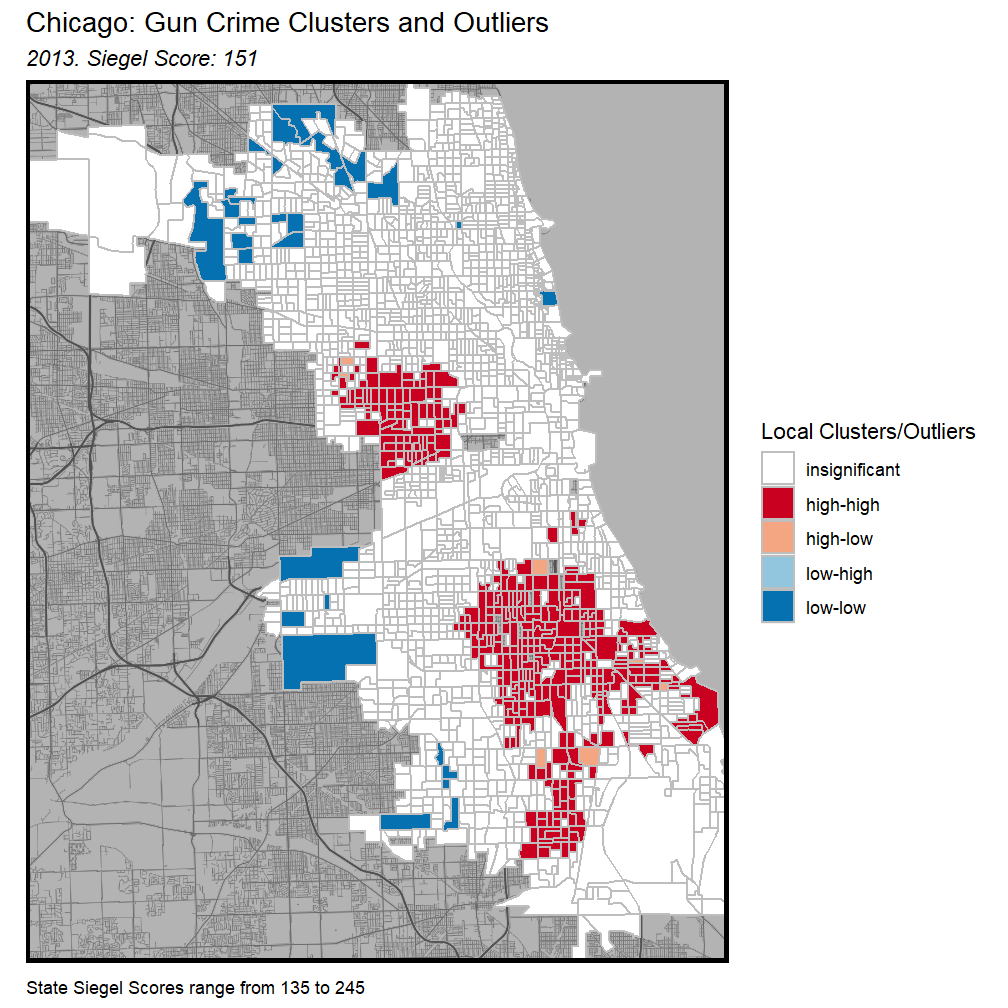 Chicago: Gun Crime Clusters and Outliers
2013. Siegel Score: 151
Local Clusters/Outliers
insignificant
high-high
high-low
low-high
low-low
State Siegel Scores range from 135 to 245